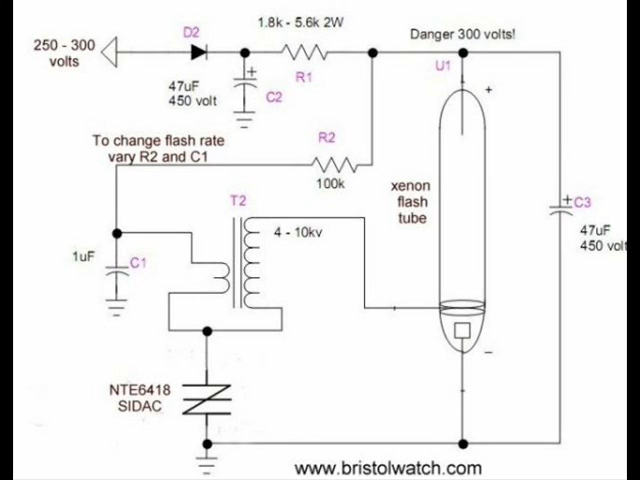 1.8k - 5.6k 2W
D2
Danger 300 volts!
250 - 300
volts
R1
U1
+
+
47uF
450 volt
C2
To change flash rate
vary R2 and C1
R2
100k
xenon
flash
tube
T2
4 - 10kv
+
C3
47uF
450 volt
1uF
C1
–
NTE6418
SIDAC
www.bristolwatch.com